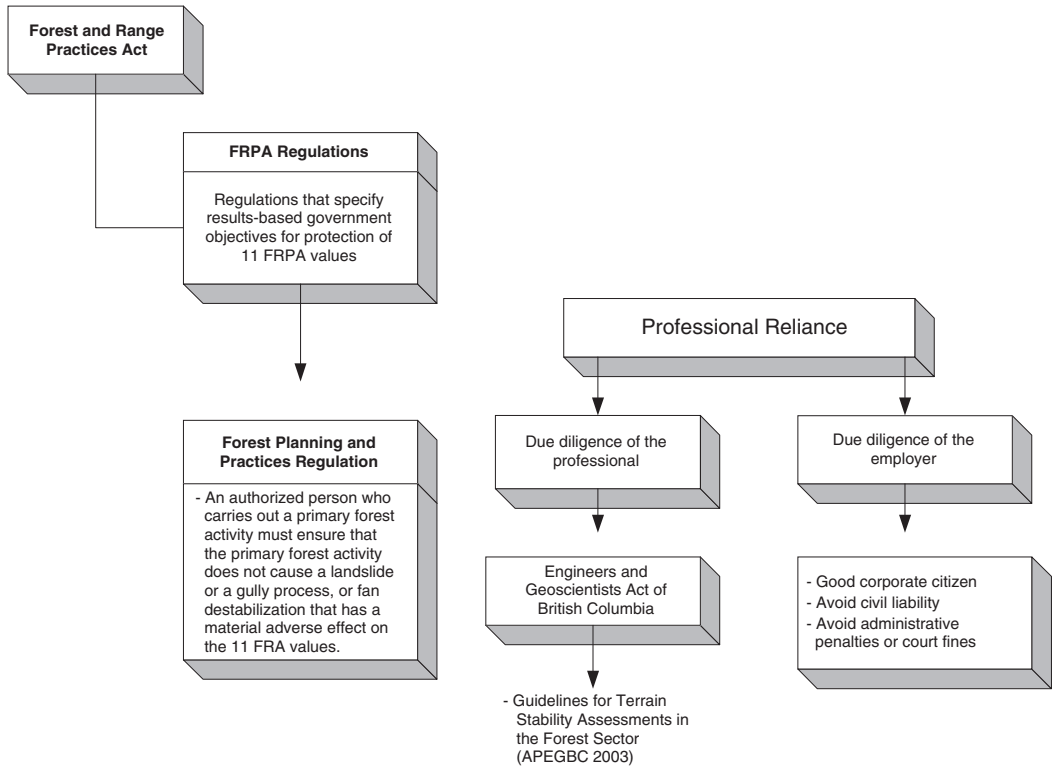 Forest and Range
Practices Act
FRPA Regulations
Regulations that specify
results-based government
objectives for protection of
11 FRPA values
Forest Planning and
Practices Regulation
- An authorized person who
carries out a primary forest
activity must ensure that
the primary forest activity
does not cause a landslide
or a gully process, or fan
destabilization that has a
material adverse effect on
the 11 FRA values.
Professional Reliance
Due diligence of the
professional
Engineers and
Geoscientists Act of
British Columbia
- Guidelines for Terrain
Stability Assessments in
the Forest Sector
(APEGBC 2003)
Due diligence of the
employer
- Good corporate citizen
- Avoid civil liability
- Avoid administrative
penalties or court fines